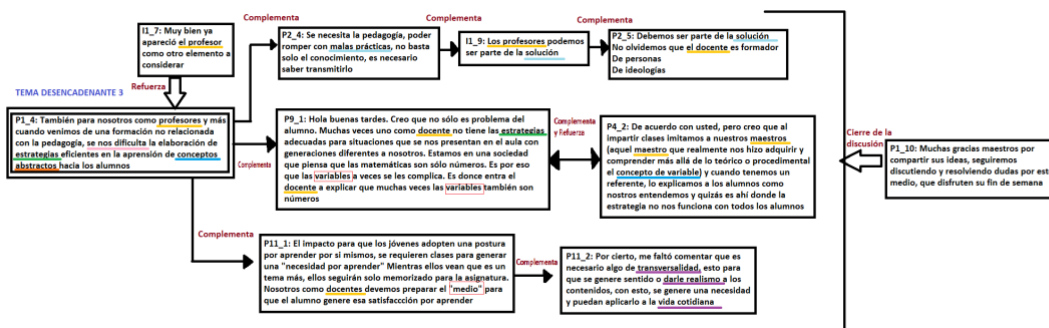 Complementa
I1_7: Muy bien ya
apareció el profesor
como otro elemento a
considerar
Refuerza
TEMA DESENCADENANTE 3
P1_4: También para nosotros como profesores y más
cuando venimos de una formación no relacionada
con la pedagogía, se nos dificulta la elaboración de
estrategias eficientes en la aprensión de conceptos
abstractos hacia los alumnos
P2_4: Se necesita la pedagogía, poder
romper con malas prácticas, no basta
solo el conocimiento, es necesario
saber transmitirlo
Complementa
I1_9: Los profesores podemos
ser parte de la solución
Complementa
P2_5: Debemos ser parte de la solución
No olvidemos que el docente es formador
De personas
De ideologías
Complementa
P9_1: Hola buenas tardes. Creo que no sólo es problema del
alumno. Muchas veces uno como docente no tiene las estrategias
adecuadas para situaciones que se nos presentan en el aula con
generaciones diferentes a nosotros. Estamos en una sociedad
que piensa que las matemáticas son sólo números. Es por eso
que las variables a veces se les complica. Es donce entra el
docente a explicar que muchas veces las variables también son
números
Complementa
y Refuerza
P4_2: De acuerdo con usted, pero creo que al
impartir clases imitamos a nuestros maestros
(aquel maestro que realmente nos hizo adquirir y
comprender más allá de lo teórico o procedimental
el concepto de variable) y cuando tenemos un
referente, lo explicamos a los alumnos como
nostros entendemos y quizás es ahí donde la
estrategia no nos funciona con todos los alumnos
Cierre de la
discusión
P1_10: Muchas gracias maestros por
compartir sus ideas, seguiremos
discutiendo y resolviendo dudas por este
medio, que disfruten su fin de semana
Complementa
P11_1: El impacto para que los jóvenes adopten una postura
por aprender por si mismos, se requieren clases para generar
una "necesidad por aprender" Mientras ellos vean que es un
tema más, ellos seguirán solo memorizado para la asignatura.
Nosotros como docentes devemos preparar el "medio" para
que el alumno genere esa satisfaccción por aprender
Complementa
P11_2: Por cierto, me faltó comentar que es
necesario algo de transversalidad, esto para
que se genere sentido o darle realismo a los
contenidos, con esto, se genere una necesidad
y puedan aplicarlo a la vida cotidiana